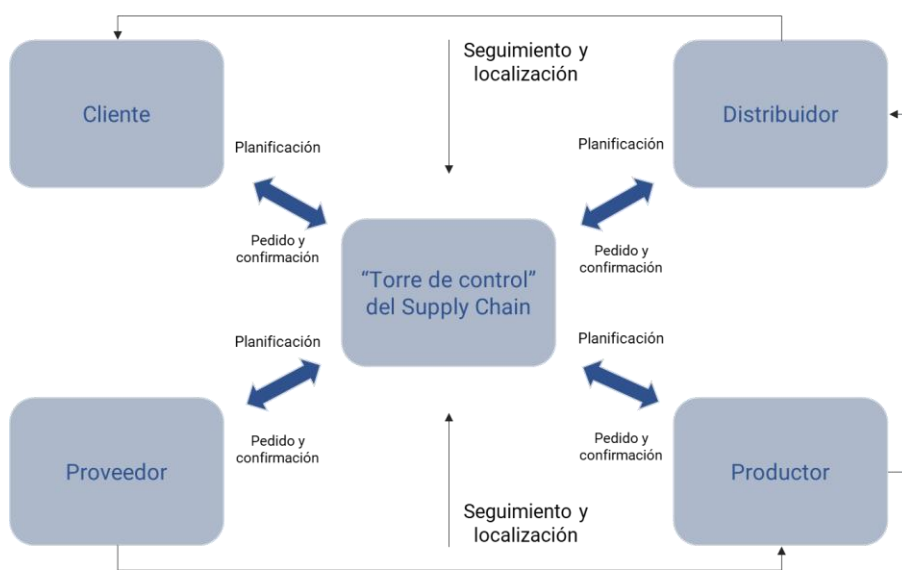 Seguimiento y
localización
Cliente
Distribuidor
Planificación
Planificación
Pedido y
confirmación
Pedido y
confirmación
“Torre de control”
del Supply Chain
Planificación
Planificación
Pedido y
confirmación
Pedido y
confirmación
Proveedor
Productor
Seguimiento y
localización